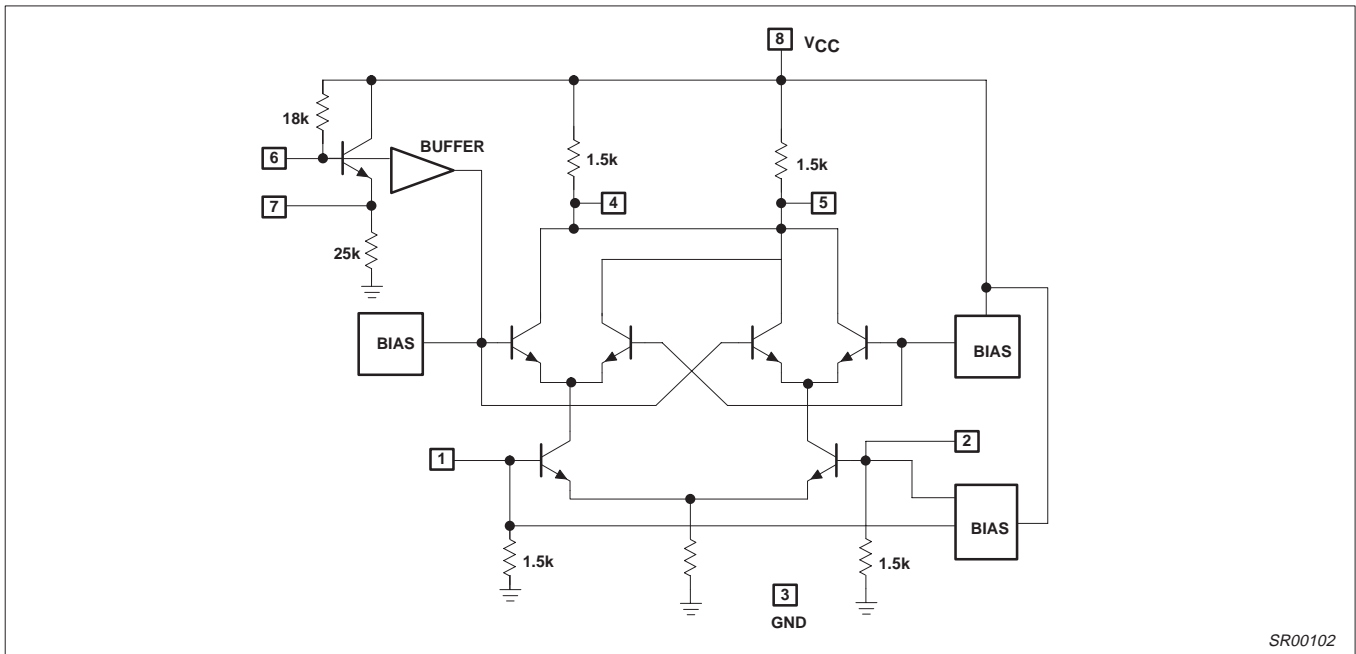 8 VCC
18k
6
BUFFER
1.5k
1.5k
7
4
5
25k
BIAS
BIAS
1
2
BIAS
1.5k
1.5k
3
GND
SR00102